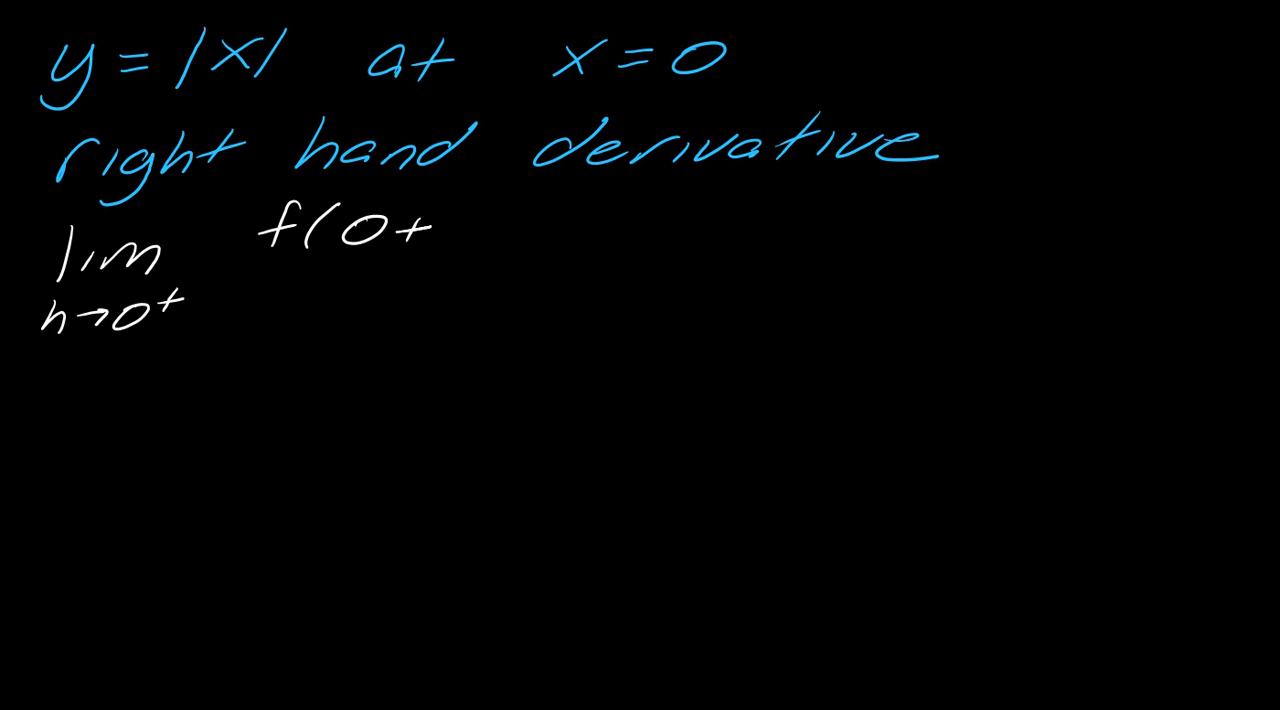 y = |x| at x = 0
right hand derivative
lim f(0+
h→0⁺